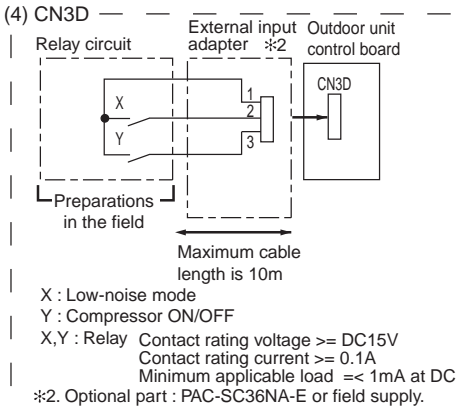 (4) CN3D
Relay circuit
External input
adapter ✻2
Outdoor unit
control board
X
Y
1
2
3
CN3D
Preparations
in the field
Maximum cable
length is 10m
X : Low-noise mode
Y : Compressor ON/OFF
X,Y : Relay Contact rating voltage >= DC15V
Contact rating current >= 0.1A
Minimum applicable load =< 1mA at DC
✻2. Optional part : PAC-SC36NA-E or field supply.